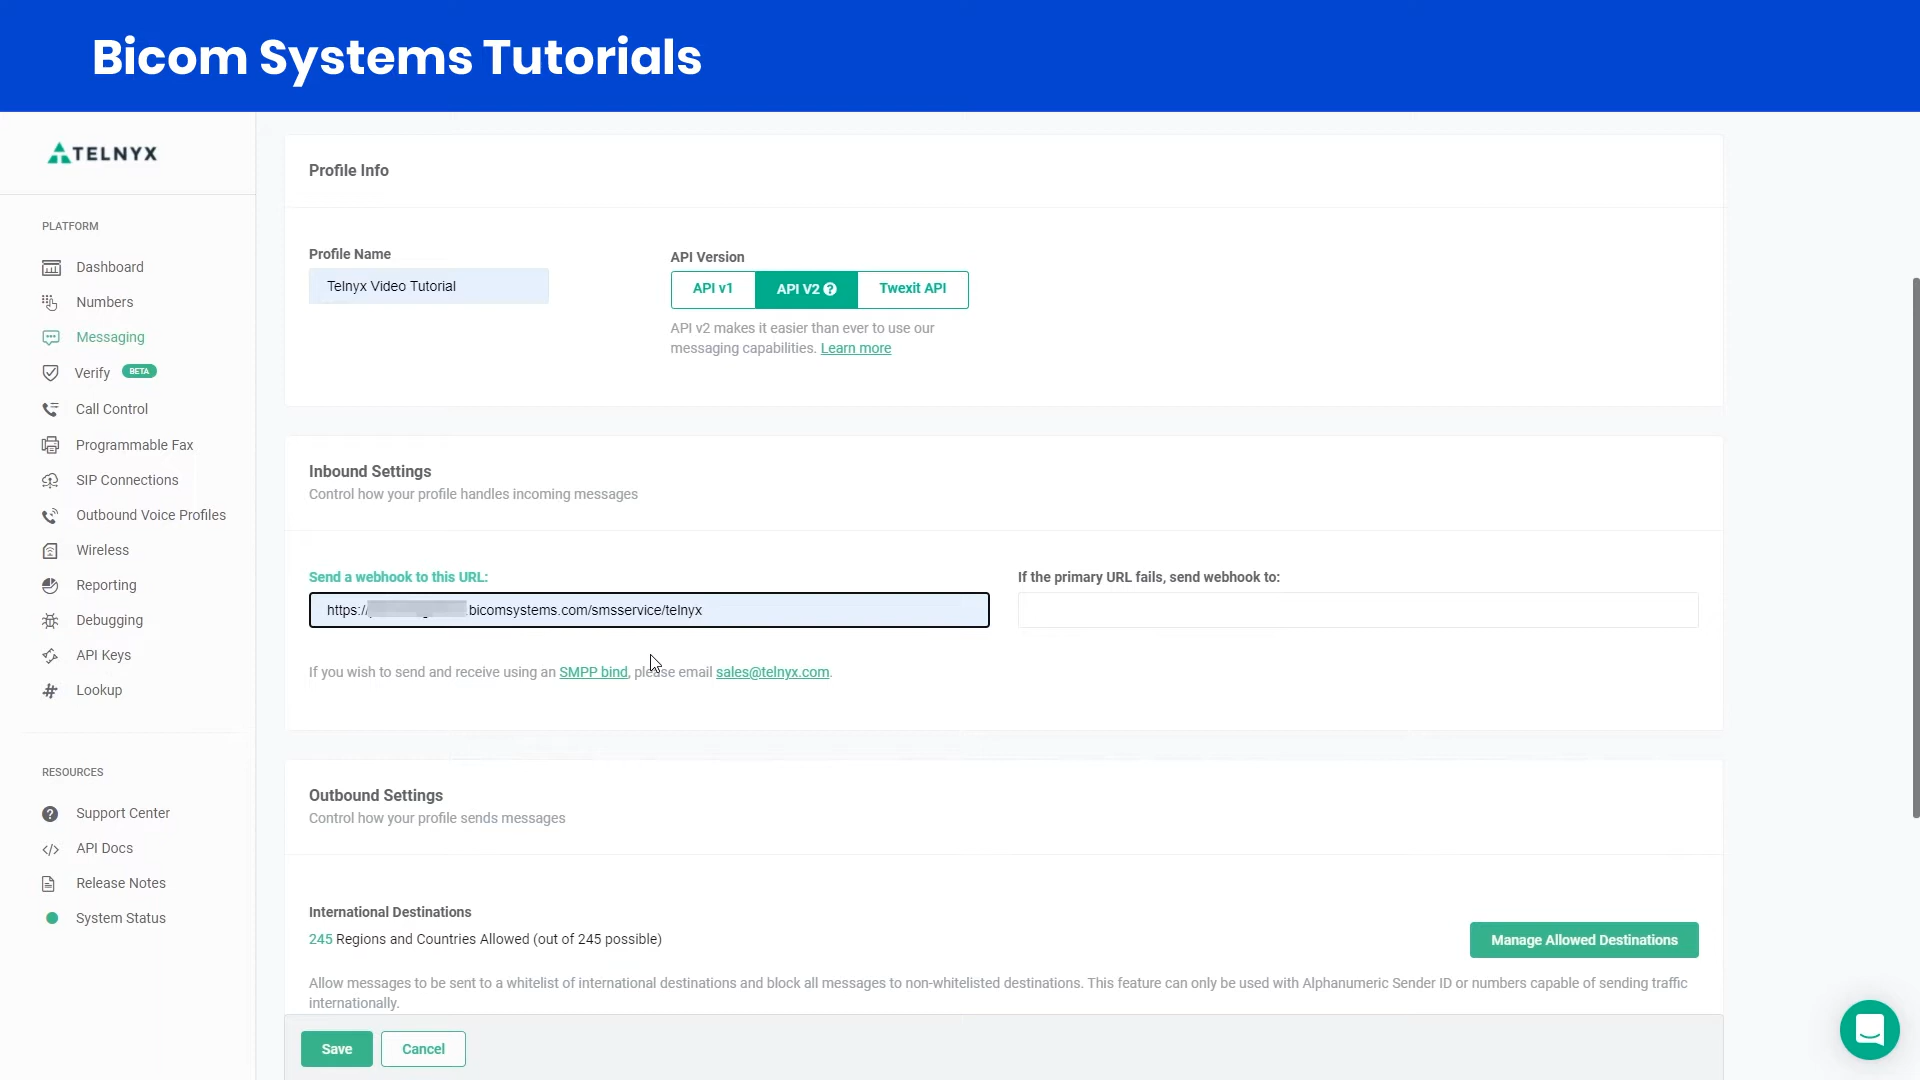 Bicom Systems Tutorials
TELNYX
PLATFORM
Dashboard
Numbers
Messaging
Verify BETA
Call Control
Programmable Fax
SIP Connections
Outbound Voice Profiles
Wireless
Reporting
Debugging
API Keys
Lookup
RESOURCES
Support Center
API Docs
Release Notes
System Status
Profile Info
Profile Name
Telnyx Video Tutorial
API Version
API v1 API V2 ? Twexit API
API v2 makes it easier than ever to use our
messaging capabilities. Learn more
Inbound Settings
Control how your profile handles incoming messages
Send a webhook to this URL:
https:// .bicomsystems.com/smsservice/telnyx
If the primary URL fails, send webhook to:
If you wish to send and receive using an SMPP bind, please email sales@telnyx.com.
Outbound Settings
Control how your profile sends messages
International Destinations
245 Regions and Countries Allowed (out of 245 possible)
Manage Allowed Destinations
Allow messages to be sent to a whitelist of international destinations and block all messages to non-whitelisted destinations. This feature can only be used with Alphanumeric Sender ID or numbers capable of sending traffic
internationally.
Save Cancel